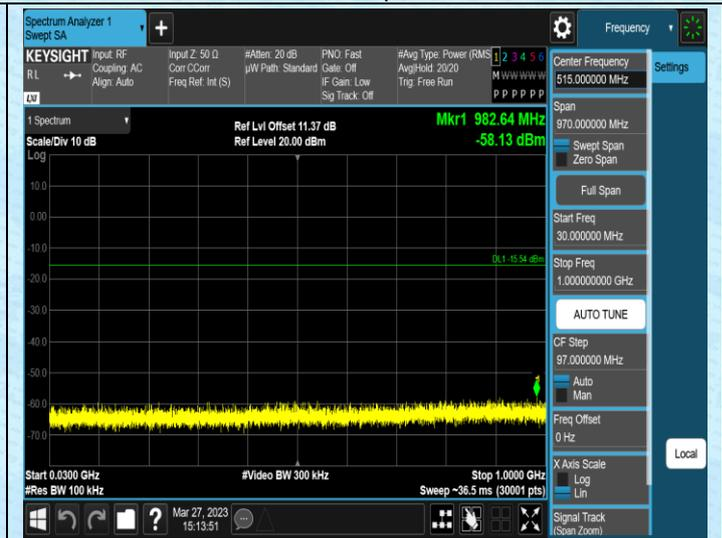 Spectrum Analyzer 1
Swept SA
+
Frequency
KEYSIGHT
RL
LXI
Input: RF
Coupling: AC
Align: Auto
Input Z: 50 Ω
Corr CCorr
Freq Ref: Int (S)
#Atten: 20 dB
µW Path: Standard
PNO: Fast
Gate: Off
IF Gain: Low
Sig Track: Off
#Avg Type: Power (RMS
Avg|Hold: 20/20
Trig: Free Run
1 2 3 4 5 6
M W W W W W
P P P P P P
1 Spectrum
Scale/Div 10 dB
Log
Ref Lvl Offset 11.37 dB
Ref Level 20.00 dBm
Mkr1 982.64 MHz
-58.13 dBm
10.0
0.00
-10.0
DL1 -15.54 dBm
-20.0
-30.0
-40.0
-50.0
-60.0
-70.0
Start 0.0300 GHz
#Res BW 100 kHz
#Video BW 300 kHz
Stop 1.0000 GHz
Sweep ~36.5 ms (30001 pts)
?
Mar 27, 2023
15:13:51
Center Frequency
515.000000 MHz
Span
970.000000 MHz
Swept Span
Zero Span
Full Span
Start Freq
30.000000 MHz
Stop Freq
1.000000000 GHz
AUTO TUNE
CF Step
97.000000 MHz
Auto
Man
Freq Offset
0 Hz
X Axis Scale
Log
Lin
Signal Track
(Span Zoom)
Settings
Local